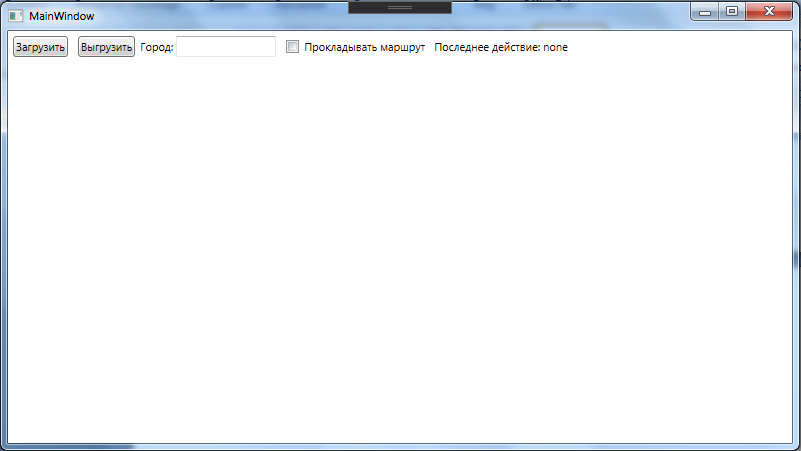 MainWindow
Загрузить Выгрузить Город: Прокладывать маршрут Последнее действие: none